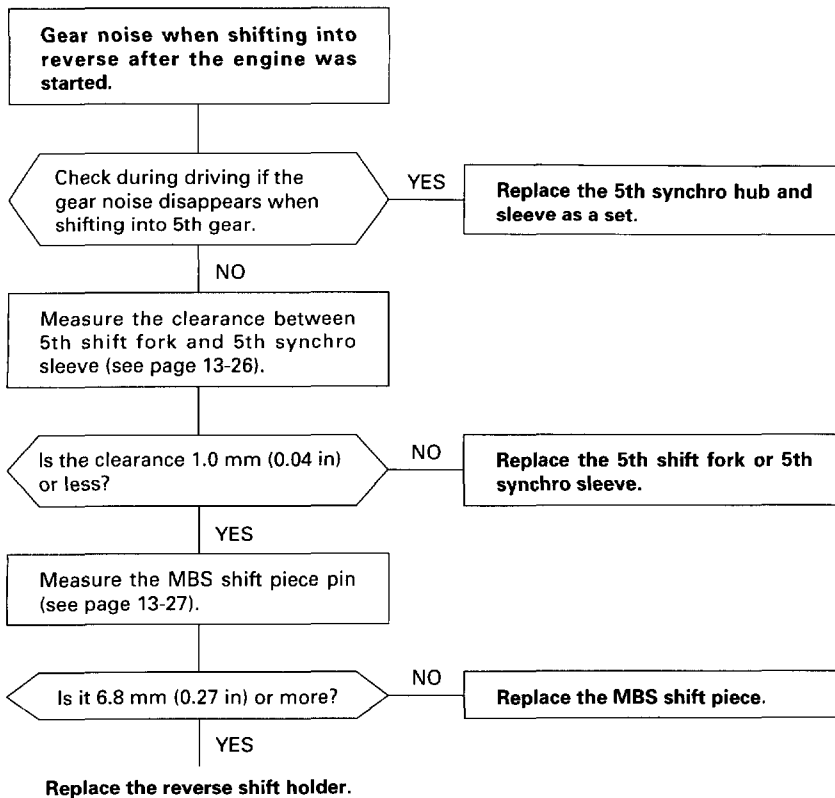 Gear noise when shifting into
reverse after the engine was
started.
Check during driving if the
gear noise disappears when
shifting into 5th gear.
YES
Replace the 5th synchro hub and
sleeve as a set.
NO
Measure the clearance between
5th shift fork and 5th synchro
sleeve (see page 13-26).
Is the clearance 1.0 mm (0.04 in)
or less?
NO
Replace the 5th shift fork or 5th
synchro sleeve.
YES
Measure the MBS shift piece pin
(see page 13-27).
Is it 6.8 mm (0.27 in) or more?
NO
Replace the MBS shift piece.
YES
Replace the reverse shift holder.